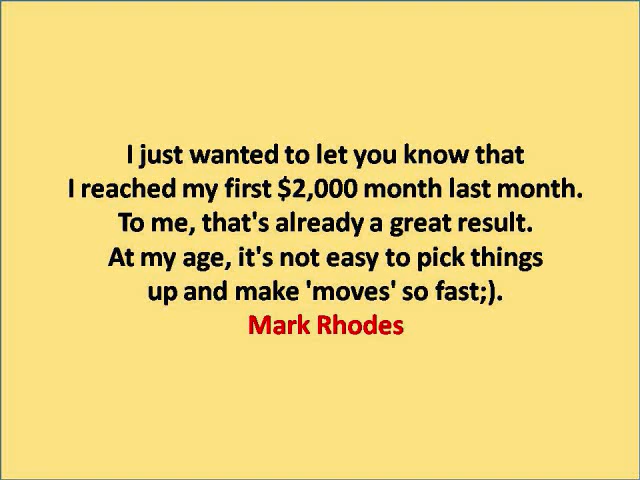 I just wanted to let you know that
I reached my first $2,000 month last month.
To me, that's already a great result.
At my age, it's not easy to pick things
up and make 'moves' so fast;).
Mark Rhodes